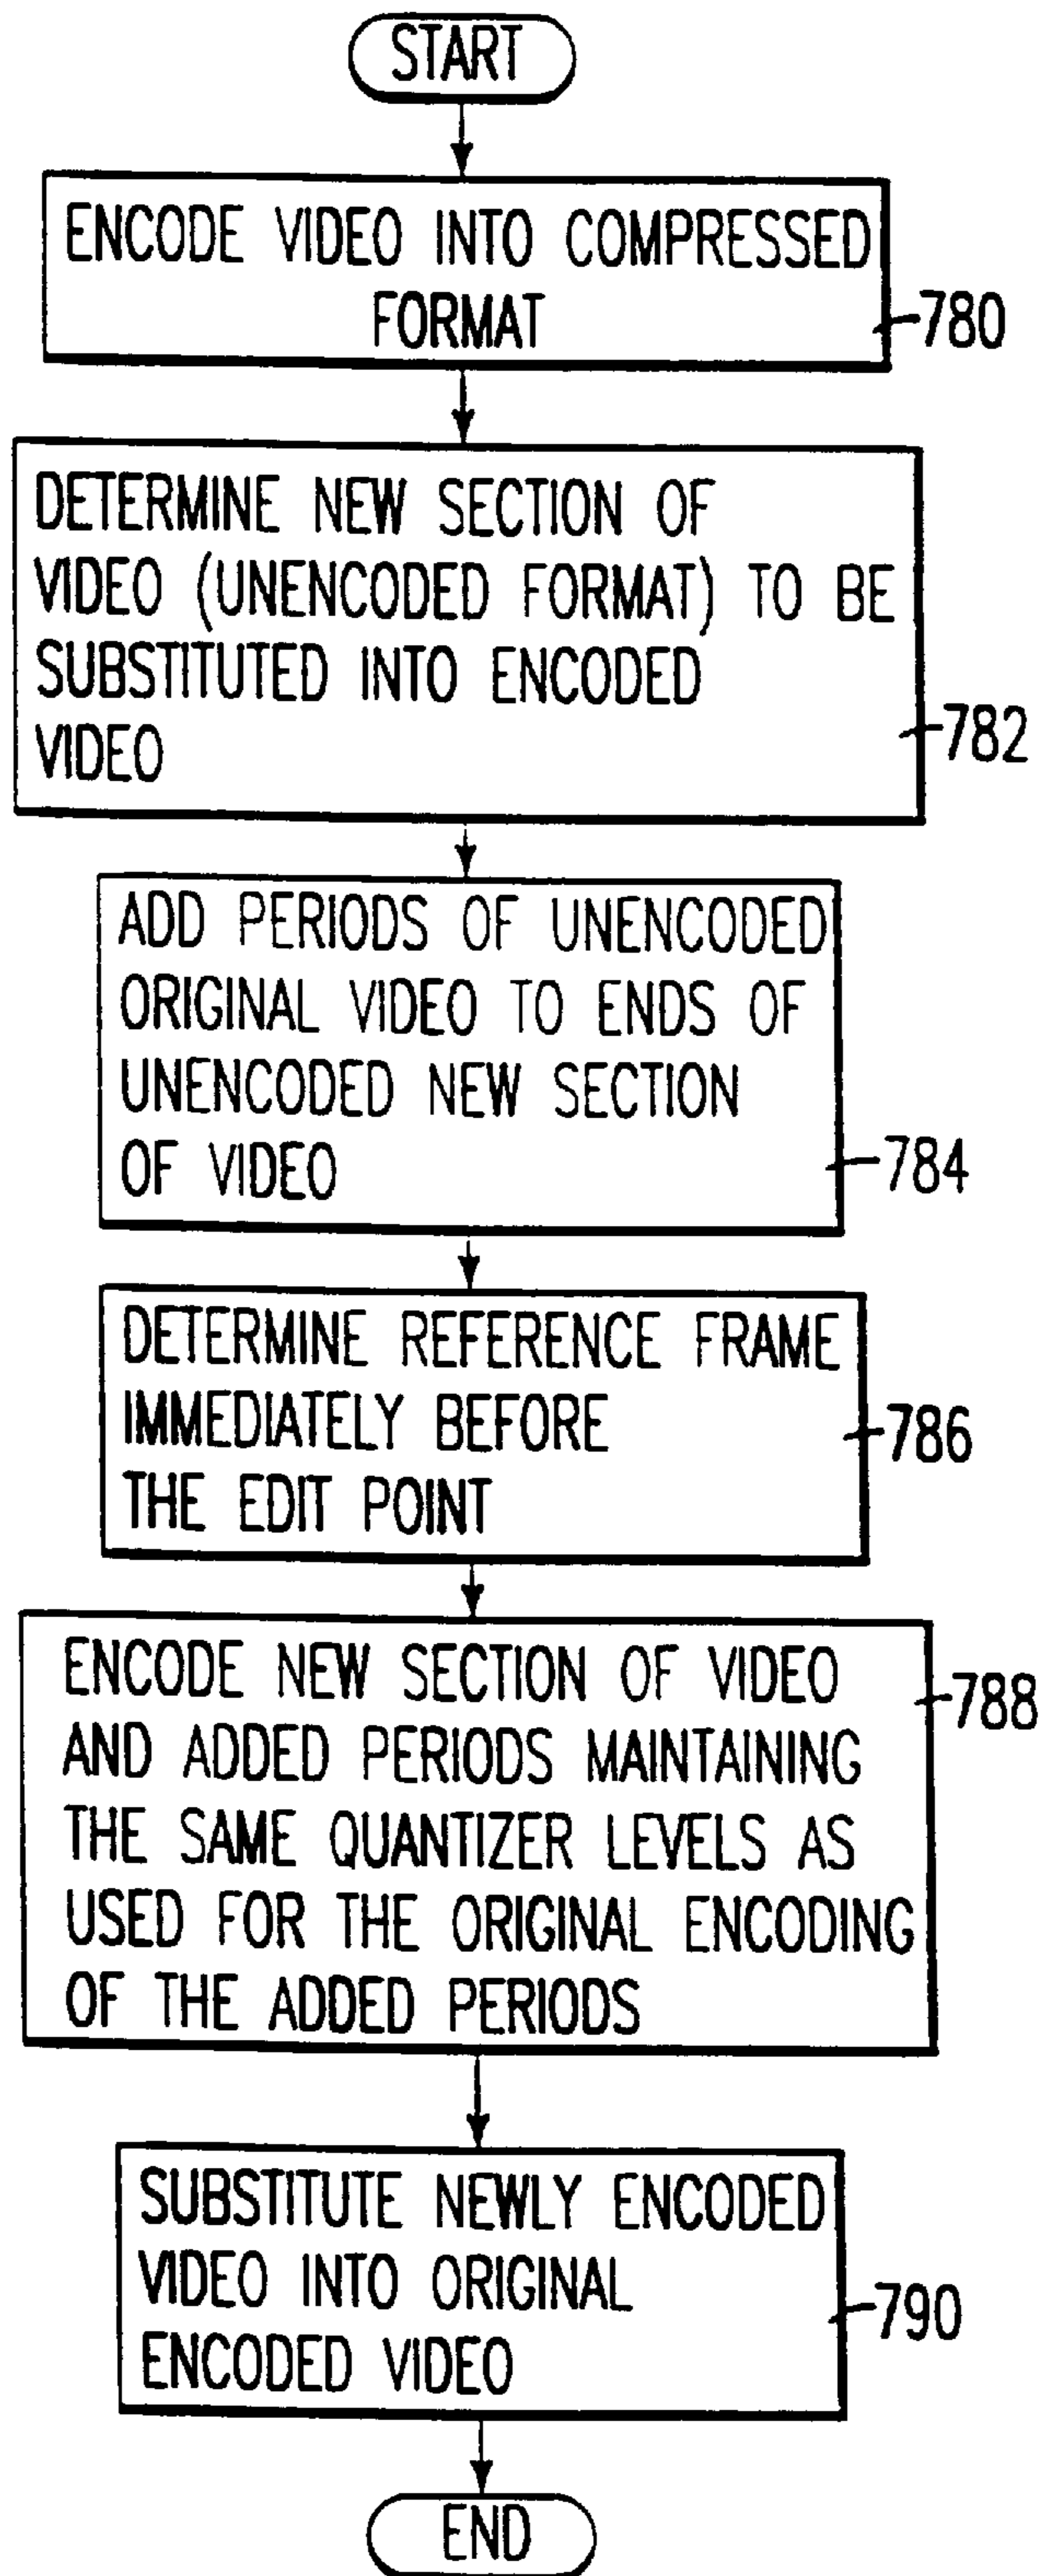 START
ENCODE VIDEO INTO COMPRESSED
FORMAT
780
DETERMINE NEW SECTION OF
VIDEO (UNENCODED FORMAT) TO BE
SUBSTITUTED INTO ENCODED
VIDEO
782
ADD PERIODS OF UNENCODED
ORIGINAL VIDEO TO ENDS OF
UNENCODED NEW SECTION
OF VIDEO
784
DETERMINE REFERENCE FRAME
IMMEDIATELY BEFORE
THE EDIT POINT
786
ENCODE NEW SECTION OF VIDEO
AND ADDED PERIODS MAINTAINING
THE SAME QUANTIZER LEVELS AS
USED FOR THE ORIGINAL ENCODING
OF THE ADDED PERIODS
788
SUBSTITUTE NEWLY ENCODED
VIDEO INTO ORIGINAL
ENCODED VIDEO
790
END